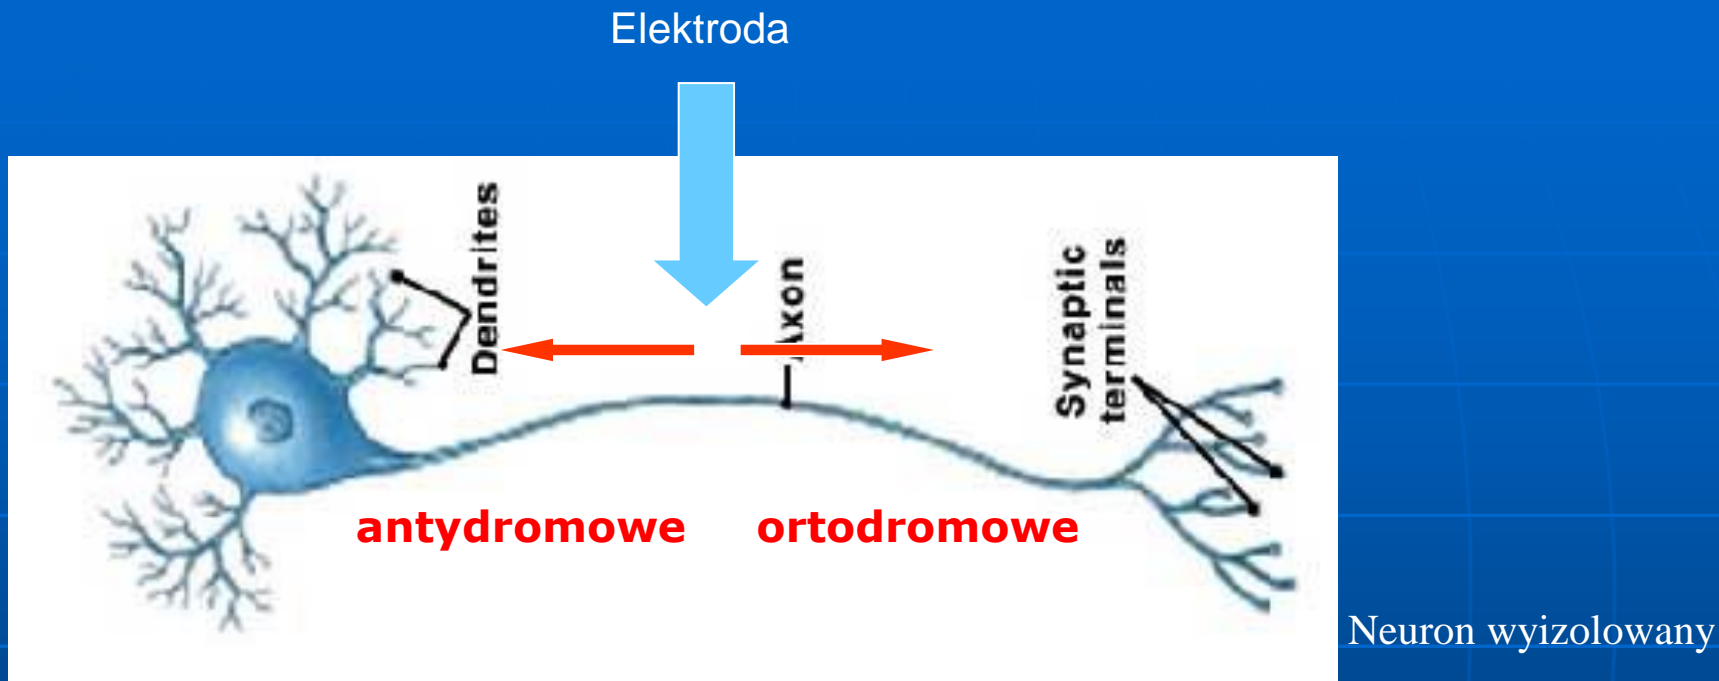 Elektroda
Dendrites
Axon
Synaptic
terminals
antydromowe
ortodromowe
Neuron wyizolowany